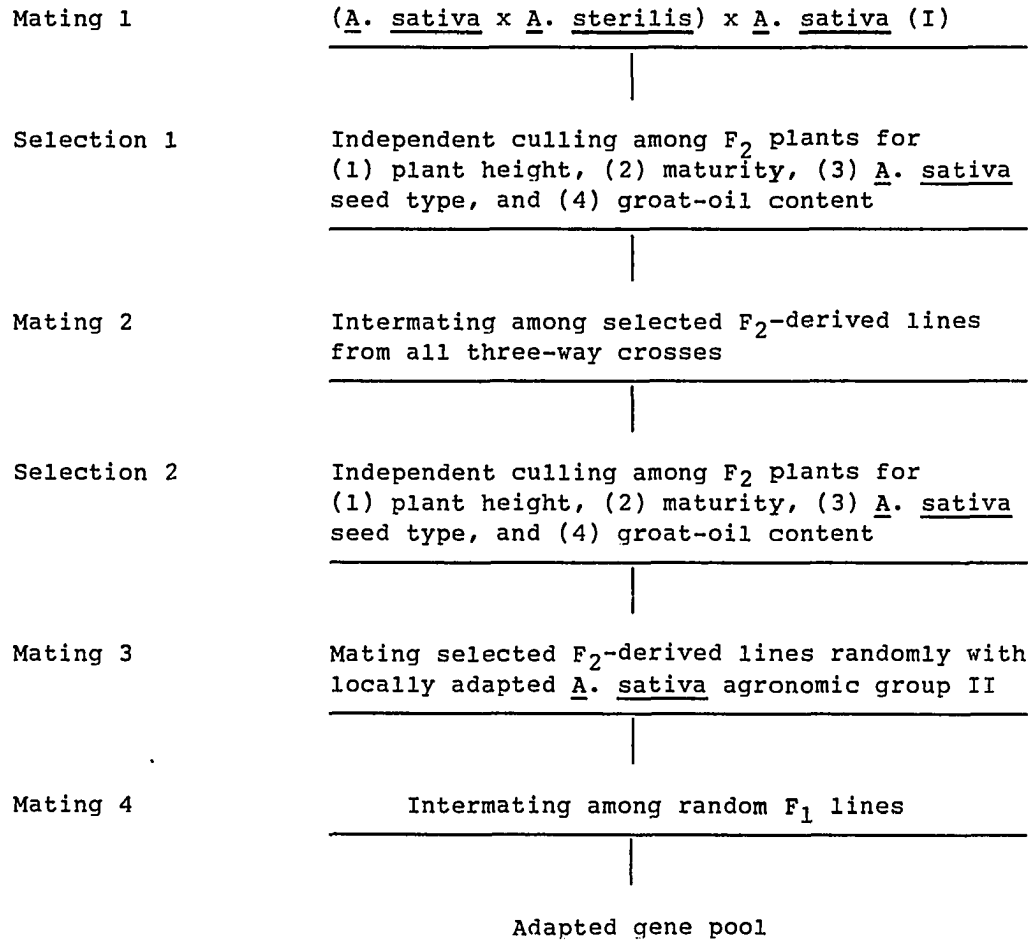 Mating 1 (A. sativa x A. sterilis) x A. sativa (I)
Selection 1 Independent culling among F2 plants for
(1) plant height, (2) maturity, (3) A. sativa
seed type, and (4) groat-oil content
Mating 2 Intermating among selected F2-derived lines
from all three-way crosses
Selection 2 Independent culling among F2 plants for
(1) plant height, (2) maturity, (3) A. sativa
seed type, and (4) groat-oil content
Mating 3 Mating selected F2-derived lines randomly with
locally adapted A. sativa agronomic group II
Mating 4 Intermating among random F1 lines
Adapted gene pool